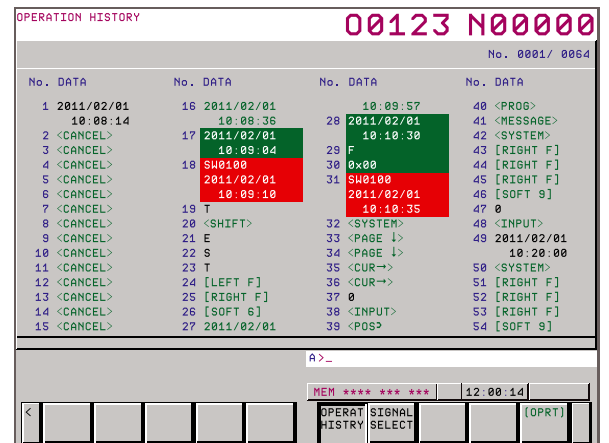 OPERATION HISTORY
O0123 N00000
No. 0001/ 0064
No. DATA
1 2011/02/01
10:08:14
2 <CANCEL>
3 <CANCEL>
4 <CANCEL>
5 <CANCEL>
6 <CANCEL>
7 <CANCEL>
8 <CANCEL>
9 <CANCEL>
10 <CANCEL>
11 <CANCEL>
12 <CANCEL>
13 <CANCEL>
14 <CANCEL>
15 <CANCEL>
No. DATA
16 2011/02/01
10:08:36
17 2011/02/01
10:09:04
18 SW0100
2011/02/01
10:09:10
19 T
20 <SHIFT>
21 E
22 S
23 T
24 [LEFT F]
25 [RIGHT F]
26 [SOFT 6]
27 2011/02/01
No. DATA
10:09:57
28 2011/02/01
10:10:30
29 F
30 0x00
31 SW0100
2011/02/01
10:10:35
32 <SYSTEM>
33 <PAGE ↓>
34 <PAGE ↓>
35 <CUR→>
36 <CUR→>
37 0
38 <INPUT>
39 <POS>
No. DATA
40 <PROG>
41 <MESSAGE>
42 <SYSTEM>
43 [RIGHT F]
44 [RIGHT F]
45 [RIGHT F]
46 [SOFT 9]
47 0
48 <INPUT>
49 2011/02/01
10:20:00
50 <SYSTEM>
51 [RIGHT F]
52 [RIGHT F]
53 [RIGHT F]
54 [SOFT 9]
A>_
MEM **** *** *** 12:00:14
< OPERAT SIGNAL (OPRT)
HISTRY SELECT